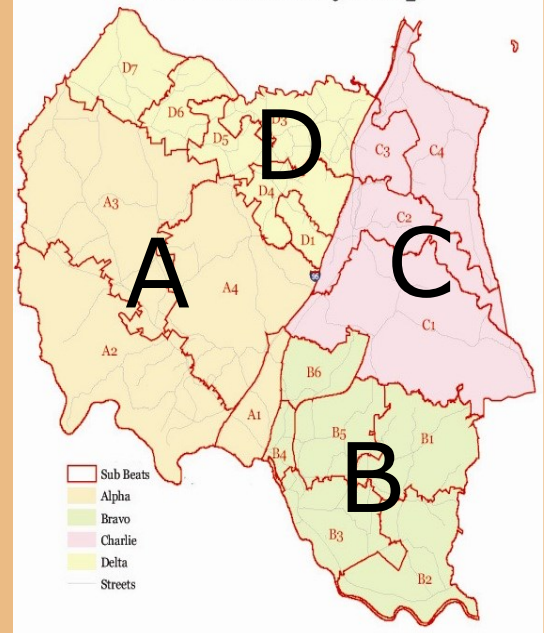 D7
D6
D5
D3
D
D4
D1
A3
A4
A
A2
A1
C3
C4
C2
C
C1
B6
B5
B1
B4
B
B3
B2
Sub Beats
Alpha
Bravo
Charlie
Delta
Streets